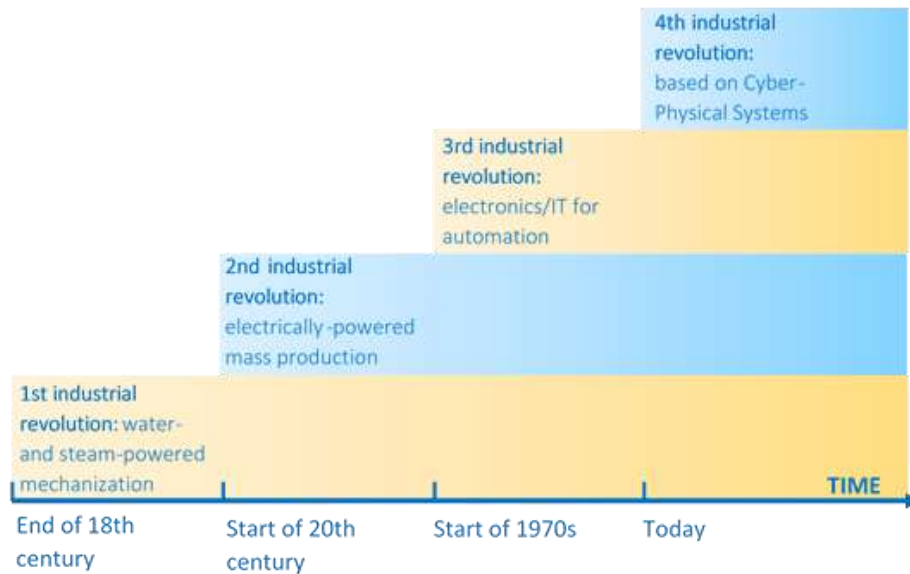 4th industrial
revolution:
based on Cyber-
Physical Systems
3rd industrial
revolution:
electronics/IT for
automation
2nd industrial
revolution:
electrically-powered
mass production
1st industrial
revolution: water-
and steam-powered
mechanization
TIME
End of 18th
century
Start of 20th
century
Start of 1970s
Today